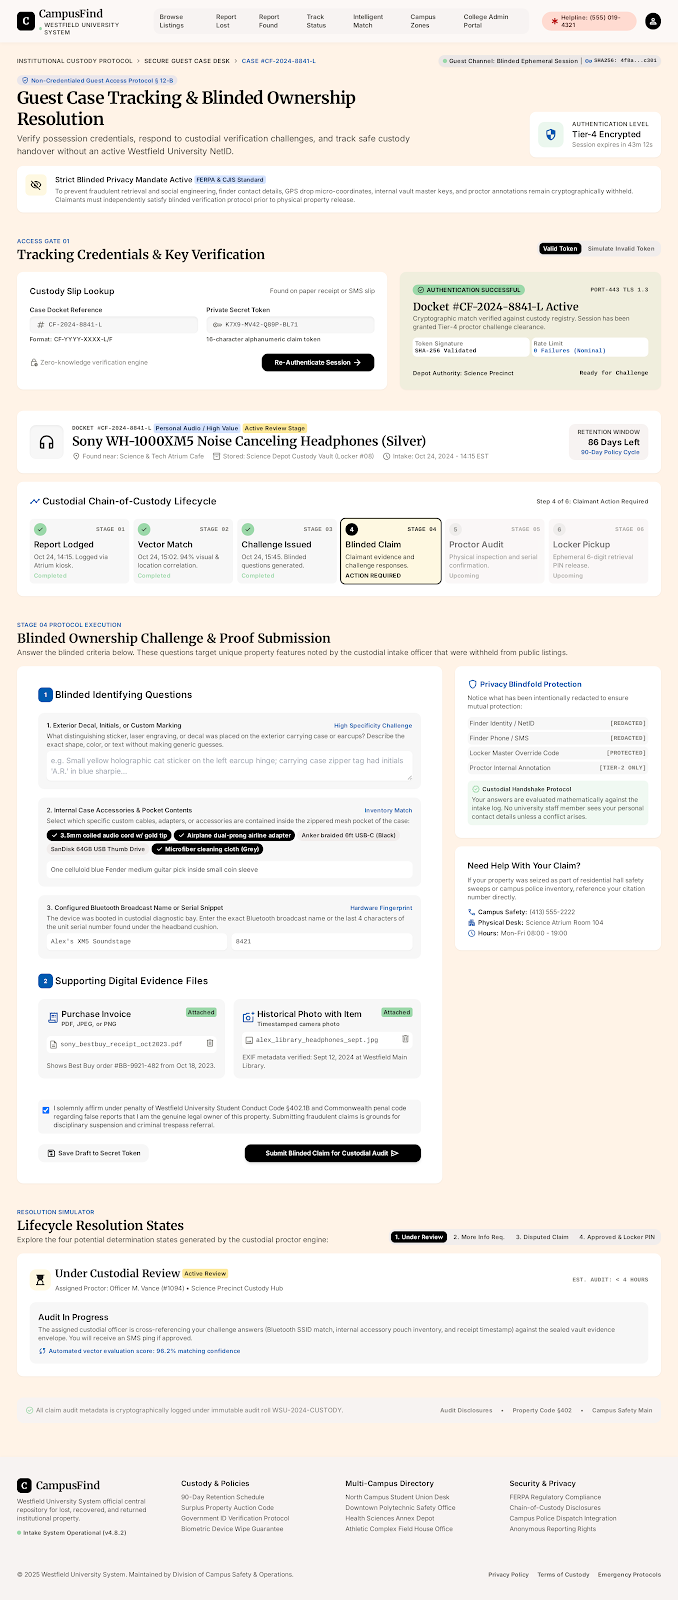 C CampusFind
WESTFIELD UNIVERSITY
SYSTEM
Browse
Listings
Report
Lost
Report
Found
Track
Status
Intelligent
Match
Campus
Zones
College Admin
Portal
Helpline: (555) 019-
4321
INSTITUTIONAL CUSTODY PROTOCOL > SECURE GUEST CASE DESK > CASE #CF-2024-8841-L
Guest Channel: Blinded Ephemeral Session | SHA256: 4f8a...c301
Non-Credentialed Guest Access Protocol § 12-B
Guest Case Tracking & Blinded Ownership
Resolution
Verify possession credentials, respond to custodial verification challenges, and track safe custody
handover without an active Westfield University NetID.
AUTHENTICATION LEVEL
Tier-4 Encrypted
Session expires in 43m 12s
Strict Blinded Privacy Mandate Active FERPA & CJIS Standard
To prevent fraudulent retrieval and social engineering, finder contact details, GPS drop micro-coordinates, internal vault master keys, and proctor annotations remain cryptographically withheld.
Claimants must independently satisfy blinded verification protocol prior to physical property release.
ACCESS GATE 01
Tracking Credentials & Key Verification
Valid Token Simulate Invalid Token
Custodial Slip Lookup Found on paper receipt or SMS slip
Case Docket Reference
# CF-2024-8841-L
Format: CF-YYYY-XXXX-L/F
Private Secret Token
K7X9-MV42-Q89P-BL71
16-character alphanumeric claim token
Zero-knowledge verification engine
Re-Authenticate Session →
AUTHENTICATION SUCCESSFUL PORT-443 TLS 1.3
Docket #CF-2024-8841-L Active
Cryptographic match verified against custody registry. Session has been
granted Tier-4 proctor challenge clearance.
Token Signature
SHA-256 Validated
Rate Limit
0 Failures (Nominal)
Depot Authority: Science Precinct Ready for Challenge
DOCKET #CF-2024-8841-L Personal Audio / High Value Active Review Stage
Sony WH-1000XM5 Noise Canceling Headphones (Silver)
Found near: Science & Tech Atrium Cafe Stored: Science Depot Custody Vault (Locker #08) Intake: Oct 24, 2024 - 14:15 EST
RETENTION WINDOW
86 Days Left
90-Day Policy Cycle
Custodial Chain-of-Custody Lifecycle Step 4 of 6: Claimant Action Required
STAGE 01
Report Lodged
Oct 24, 14:15. Logged via
Atrium kiosk.
Completed
STAGE 02
Vector Match
Oct 24, 15:02. 94% visual &
location correlation.
Completed
STAGE 03
Challenge Issued
Oct 24, 15:45. Blinded
questions generated.
Completed
4 STAGE 04
Blinded Claim
Claimant evidence and
challenge responses.
ACTION REQUIRED
5 STAGE 05
Proctor Audit
Physical inspection and serial
confirmation.
Upcoming
6 STAGE 06
Locker Pickup
Ephemeral 6-digit retrieval
PIN release.
Upcoming
STAGE 04 PROTOCOL EXECUTION
Blinded Ownership Challenge & Proof Submission
Answer the blinded criteria below. These questions target unique property features noted by the custodial intake officer that were withheld from public listings.
1 Blinded Identifying Questions
1. Exterior Decal, Initials, or Custom Marking High Specificity Challenge
What distinguishing sticker, laser engraving, or decal was placed on the exterior carrying case or earcups? Describe the
exact shape, color, or text without making generic guesses.
e.g. Small yellow holographic cat sticker on the left earcup hinge; carrying case zipper tag had initials
'A.R.' in blue sharpie...
2. Internal Case Accessories & Pocket Contents Inventory Match
Select which specific custom cables, adapters, or accessories are contained inside the zippered mesh pocket of the case:
3.5mm coiled audio cord w/ gold tip Airplane dual-prong airline adapter Anker braided 6ft USB-C (Black)
SanDisk 64GB USB Thumb Drive Microfiber cleaning cloth (Grey)
One celluloid blue Fender medium guitar pick inside small coin sleeve
3. Configured Bluetooth Broadcast Name or Serial Snippet Hardware Fingerprint
The device was booted in custodial diagnostic bay. Enter the exact Bluetooth broadcast name or the last 4 characters of
the unit serial number found under the headband cushion.
Alex's XM5 Soundstage 8421
2 Supporting Digital Evidence Files
Purchase Invoice Attached
PDF, JPEG, or PNG
sony_bestbuy_receipt_oct2023.pdf
Shows Best Buy order #BB-9921-482 from Oct 18, 2023.
Historical Photo with Item Attached
Timestamped camera photo
alex_library_headphones_sept.jpg
EXIF metadata verified: Sept 12, 2024 at Westfield Main
Library.
I solemnly affirm under penalty of Westfield University Student Conduct Code §402.1B and Commonwealth penal code
regarding false reports that I am the genuine legal owner of this property. Submitting fraudulent claims is grounds for
disciplinary suspension and criminal trespass referral.
Save Draft to Secret Token Submit Blinded Claim for Custodial Audit
Privacy Blindfold Protection
Notice what has been intentionally redacted to ensure
mutual protection:
Finder Identity / NetID [REDACTED]
Finder Phone / SMS [REDACTED]
Locker Master Override Code [PROTECTED]
Proctor Internal Annotation [TIER-2 ONLY]
Custodial Handshake Protocol
Your answers are evaluated mathematically against the
intake log. No university staff member sees your personal
contact details unless a conflict arises.
Need Help With Your Claim?
If your property was seized as part of residential hall safety
sweeps or campus police inventory, reference your citation
number directly.
Campus Safety: (413) 555-2222
Physical Desk: Science Atrium Room 104
Hours: Mon-Fri 08:00 - 19:00
RESOLUTION SIMULATOR
Lifecycle Resolution States
Explore the four potential determination states generated by the custodial proctor engine:
1. Under Review 2. More Info Req. 3. Disputed Claim 4. Approved & Locker PIN
Under Custodial Review Active Review
Assigned Proctor: Officer M. Vance (#1094) • Science Precinct Custody Hub
EST. AUDIT: < 4 HOURS
Audit In Progress
The assigned custodial officer is cross-referencing your challenge answers (Bluetooth SSID match, internal accessory pouch inventory, and receipt timestamp) against the sealed vault evidence
envelope. You will receive an SMS ping if approved.
Automated vector evaluation score: 96.2% matching confidence
All claim audit metadata is cryptographically logged under immutable audit roll WSU-2024-CUSTODY.
Audit Disclosures • Property Code §402 • Campus Safety Main
C CampusFind
Westfield University System official central
repository for lost, recovered, and returned
institutional property.
Intake System Operational (v4.8.2)
Custody & Policies
90-Day Retention Schedule
Surplus Property Auction Code
Government ID Verification Protocol
Biometric Device Wipe Guarantee
Multi-Campus Directory
North Campus Student Union Desk
Downtown Polytechnic Safety Office
Health Sciences Annex Depot
Athletic Complex Field House Office
Security & Privacy
FERPA Regulatory Compliance
Chain-of-Custody Disclosures
Campus Police Dispatch Integration
Anonymous Reporting Rights
© 2025 Westfield University System. Maintained by Division of Campus Safety & Operations.
Privacy Policy Terms of Custody Emergency Protocols